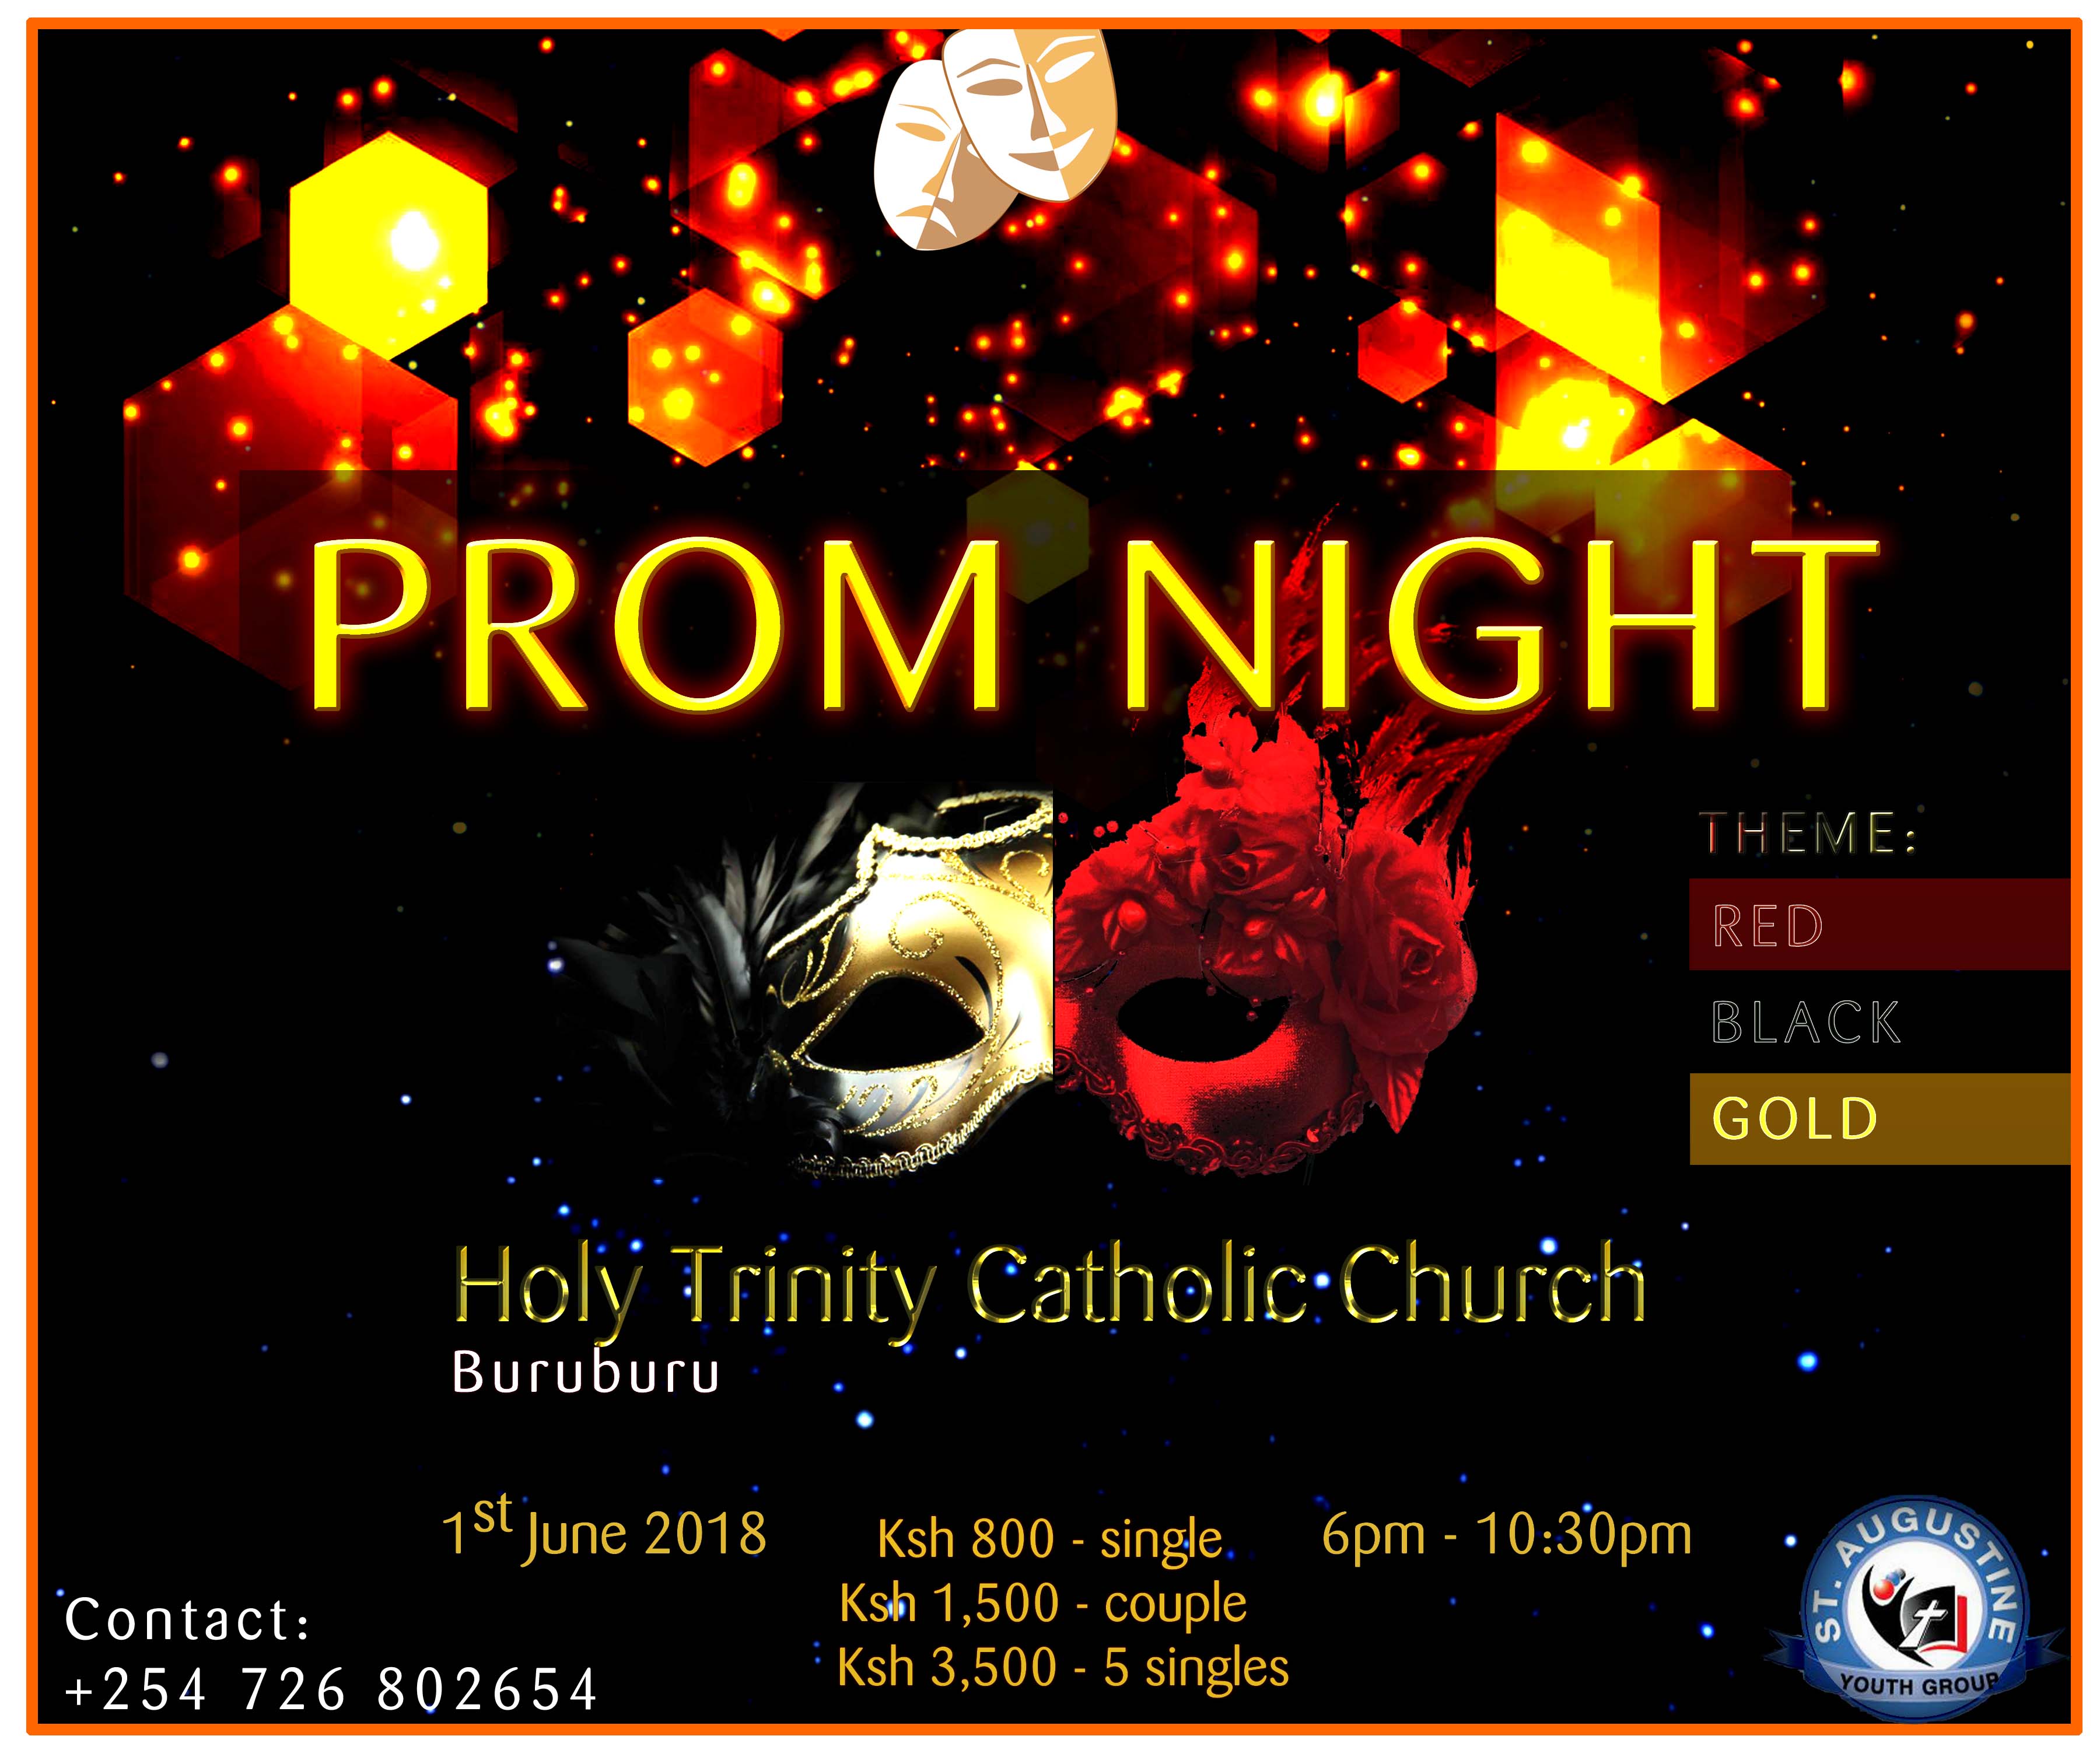 PROM NIGHT
THEME:
RED
BLACK
GOLD
Holy Trinity Catholic Church
Buruburu
1st June 2018
Ksh 800 - single
Ksh 1,500 - couple
Ksh 3,500 - 5 singles
6pm - 10:30pm
Contact:
+254 726 802654
ST. AUGUSTINE
YOUTH GROUP